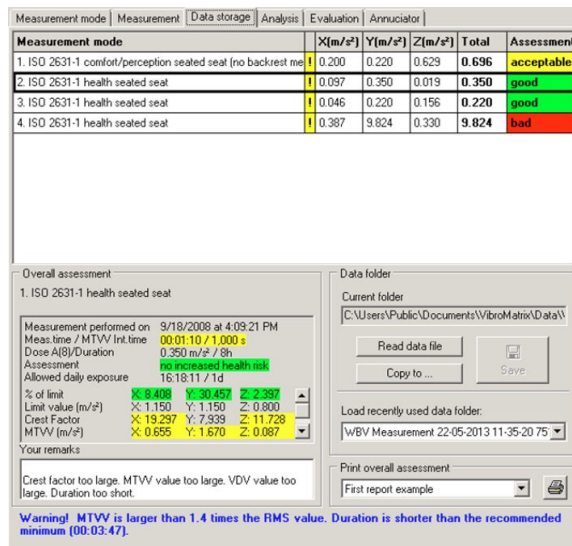 Measurement mode | Measurement | Data storage | Analysis | Evaluation | Annuciator
Measurement mode X(m/s²) Y(m/s²) Z(m/s²) Total Assessment
1. ISO 2631-1 comfort/perception seated seat (no backrest me ! 0.200 0.220 0.629 0.696 acceptable
2. ISO 2631-1 health seated seat ! 0.097 0.350 0.019 0.350 good
3. ISO 2631-1 health seated seat ! 0.046 0.220 0.156 0.220 good
4. ISO 2631-1 health seated seat ! 0.387 9.824 0.330 9.824 bad
Overall assessment
1. ISO 2631-1 health seated seat
Measurement performed on 9/18/2008 at 4:09:21 PM
Meas.time / MTVV Int.time 00:01:10 / 1,000 s
Dose A(8)/Duration 0.350 m/s² / 8h
Assessment no increased health risk
Allowed daily exposure 16:18:11 / 1d
% of limit X: 8.408 Y: 30.457 Z: 2.397
Limit value (m/s²) X: 1.150 Y: 1.150 Z: 0.800
Crest Factor X: 19.297 Y: 7,939 Z: 11.728
MTVV (m/s²) X: 0.655 Y: 1.670 Z: 0.087
Your remarks
Crest factor too large. MTVV value too large. VDV value too
large. Duration too short.
Data folder
Current folder
C:\Users\Public\Documents\VibroMatrix\Data\
Read data file
Copy to ...
Save
Load recently used data folder:
WBV Measurement 22-05-2013 11-35-20 75
Print overall assessment
First report example
Warning! MTVV is larger than 1.4 times the RMS value. Duration is shorter than the recommended
minimum (00:03:47).